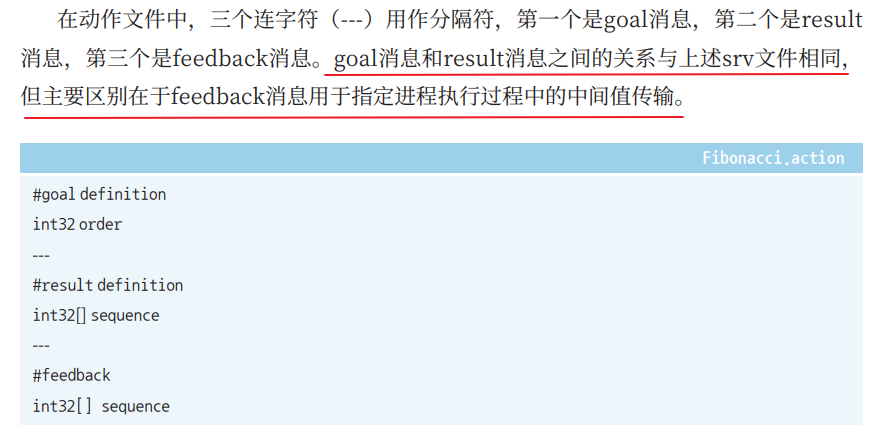 在动作文件中，三个连字符（---）用作分隔符，第一个是goal消息，第二个是result
消息，第三个是feedback消息。goal消息和result消息之间的关系与上述srv文件相同，
但主要区别在于feedback消息用于指定进程执行过程中的中间值传输。
Fibonacci.action
#goal definition
int32 order
---
#result definition
int32[] sequence
---
#feedback
int32[ ] sequence